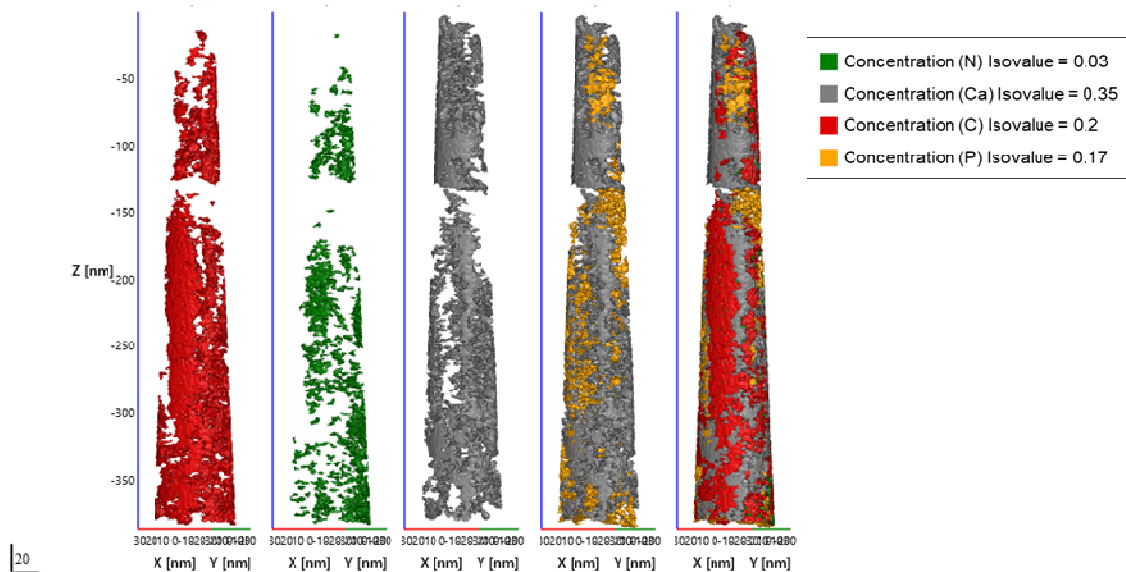 Concentration (N) Isovalue = 0.03
Concentration (Ca) Isovalue = 0.35
Concentration (C) Isovalue = 0.2
Concentration (P) Isovalue = 0.17
-50
-100
-150
Z [nm]
-200
-250
-300
-350
X [nm] Y [nm] X [nm] Y [nm] X [nm] Y [nm] X [nm] Y [nm] X [nm] Y [nm]
20